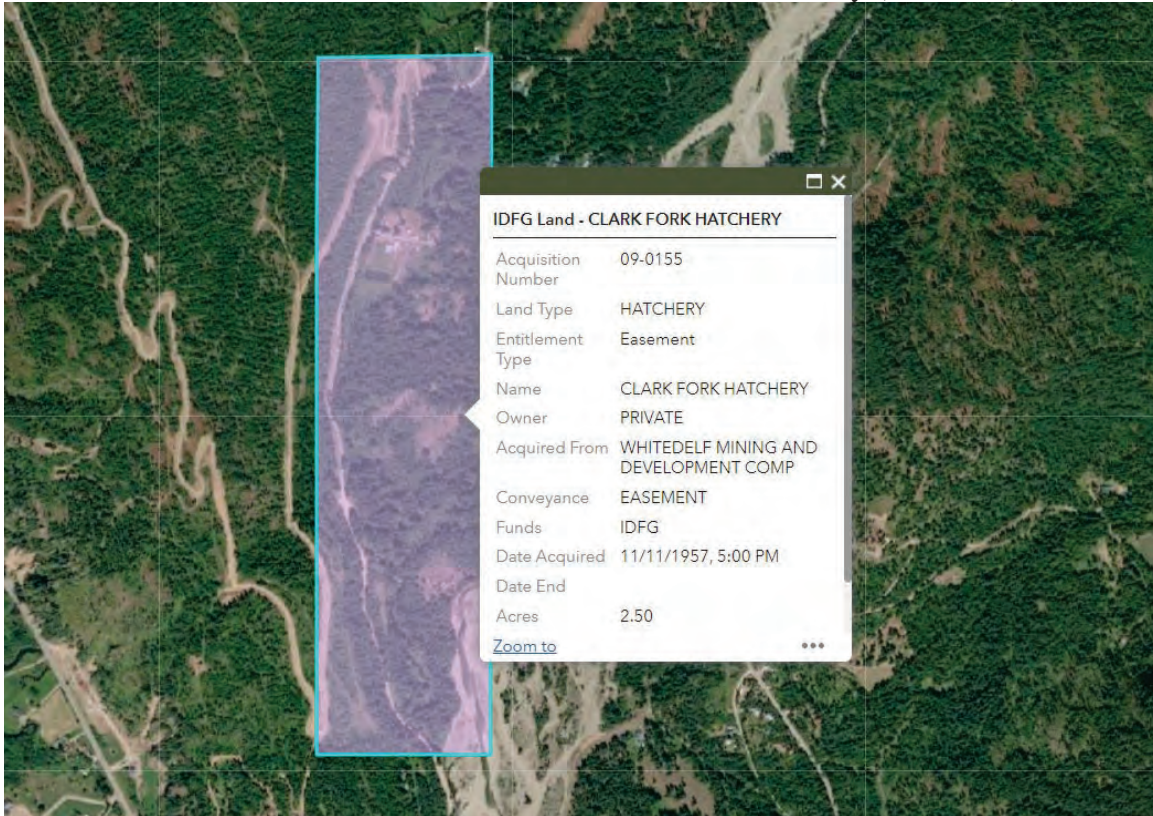 IDFG Land - CLARK FORK HATCHERY
Acquisition Number 09-0155
Land Type HATCHERY
Entitlement Type Easement
Name CLARK FORK HATCHERY
Owner PRIVATE
Acquired From WHITEDELF MINING AND
DEVELOPMENT COMP
Conveyance EASEMENT
Funds IDFG
Date Acquired 11/11/1957, 5:00 PM
Date End
Acres 2.50
Zoom to